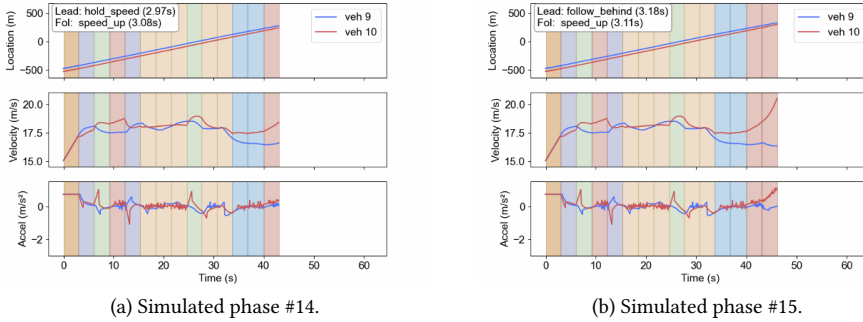 Lead: hold_speed (2.97s)
Fol: speed_up (3.08s)
veh 9
veh 10
Location (m)
500
0
−500
Velocity (m/s)
20.0
17.5
15.0
Accel (m/s²)
0
−2
0 10 20 30 40 50 60
Time (s)
(a) Simulated phase #14.
Lead: follow_behind (3.18s)
Fol: speed_up (3.11s)
veh 9
veh 10
Location (m)
500
0
−500
Velocity (m/s)
20.0
17.5
15.0
Accel (m/s²)
0
−2
0 10 20 30 40 50 60
Time (s)
(b) Simulated phase #15.